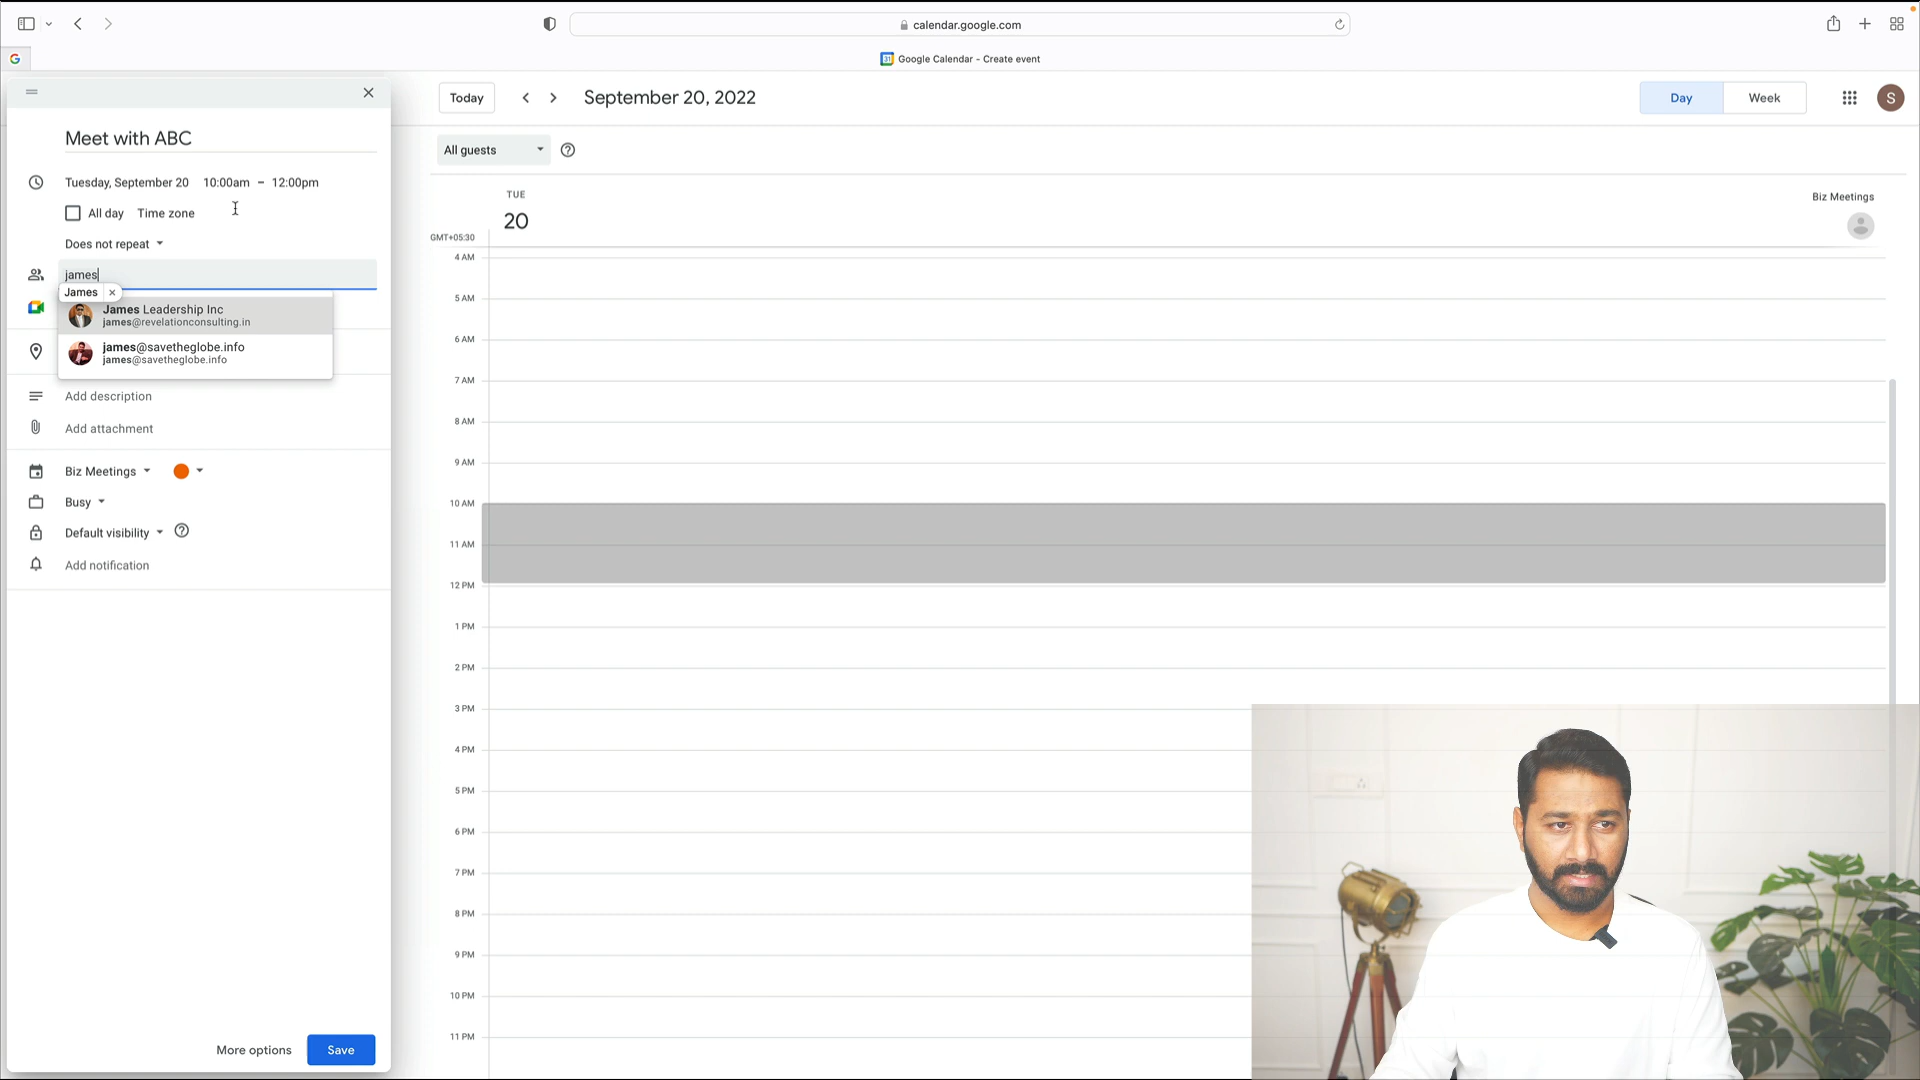 calendar.google.com
Google Calendar - Create event
Today
September 20, 2022
Day
Week
S
Meet with ABC
Tuesday, September 20 10:00am – 12:00pm
All day Time zone
Does not repeat
james
James
James Leadership Inc
james@revelationconsulting.in
james@savetheglobe.info
james@savetheglobe.info
Add description
Add attachment
Biz Meetings
Busy
Default visibility
Add notification
More options
Save
All guests
TUE
20
Biz Meetings
GMT+05:30
4 AM
5 AM
6 AM
7 AM
8 AM
9 AM
10 AM
11 AM
12 PM
1 PM
2 PM
3 PM
4 PM
5 PM
6 PM
7 PM
8 PM
9 PM
10 PM
11 PM